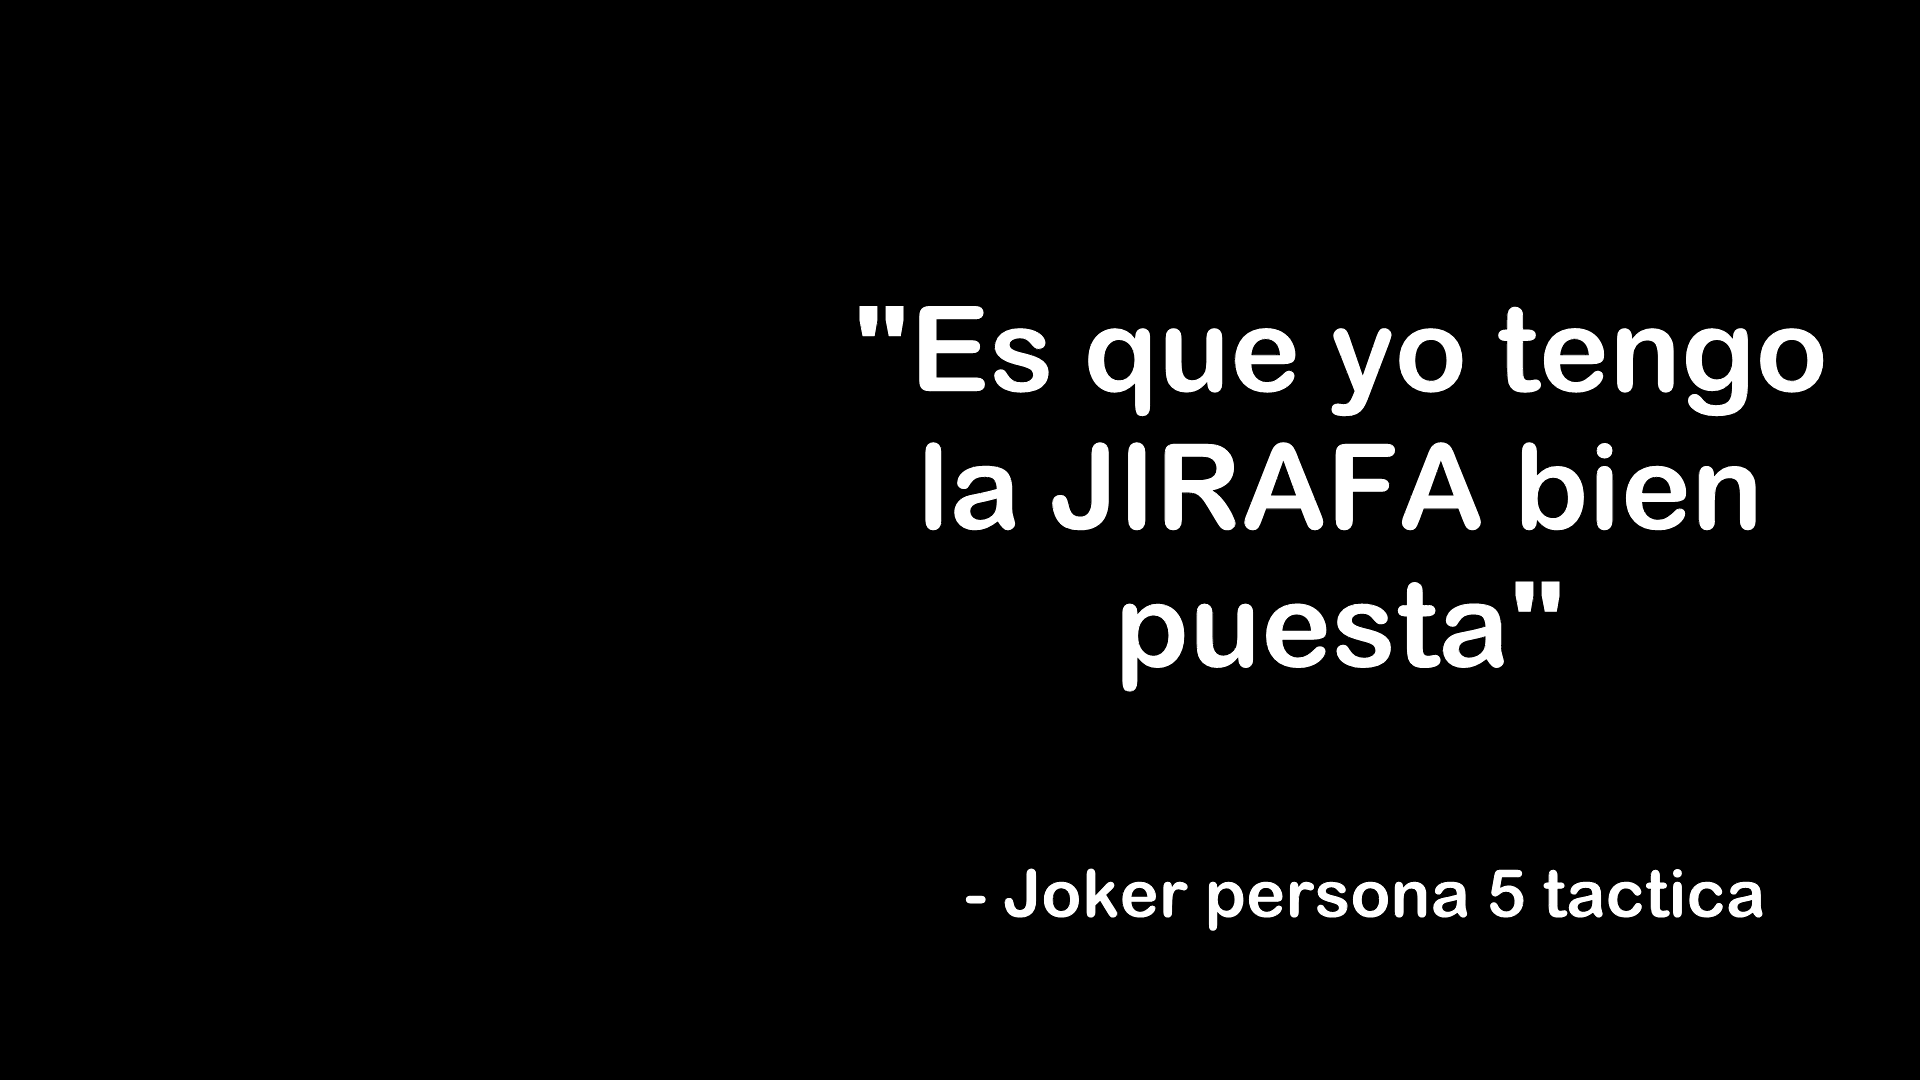 "Es que yo tengo
la JIRAFA bien
puesta"
- Joker persona 5 tactica